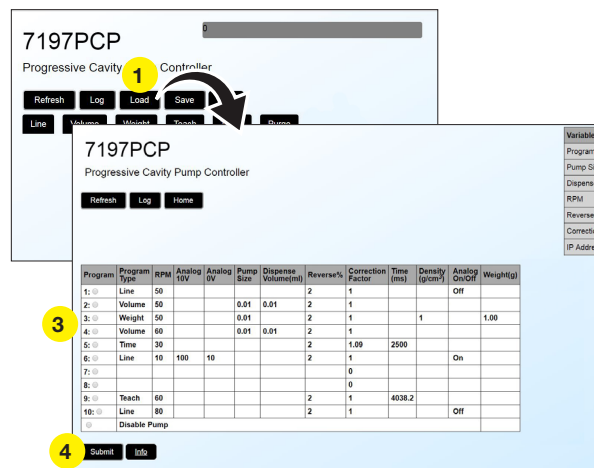 0
7197PCP
Progressive Cavity Controller
1
Refresh Log Load Save
Line Volume Weight Teach Purge
7197PCP
Progressive Cavity Pump Controller
Refresh Log Home
Variable
Program
Pump Si
Dispens
RPM
Reverse
Correcti
IP Addre
Program Program Type RPM Analog 10V Analog 0V Pump Size Dispense Volume(ml) Reverse% Correction Factor Time (ms) Density (g/cm³) Analog On/Off Weight(g)
1: Line 50 2 1 Off
2: Volume 50 0.01 0.01 2 1
3: Weight 50 0.01 2 1 1 1.00
3
4: Volume 60 0.01 0.01 2 1
5: Time 30 2 1.09 2500
6: Line 10 100 10 2 1 On
7: 0
8: 0
9: Teach 60 2 1 4038.2
10: Line 80 2 1 Off
Disable Pump
4
Submit Info